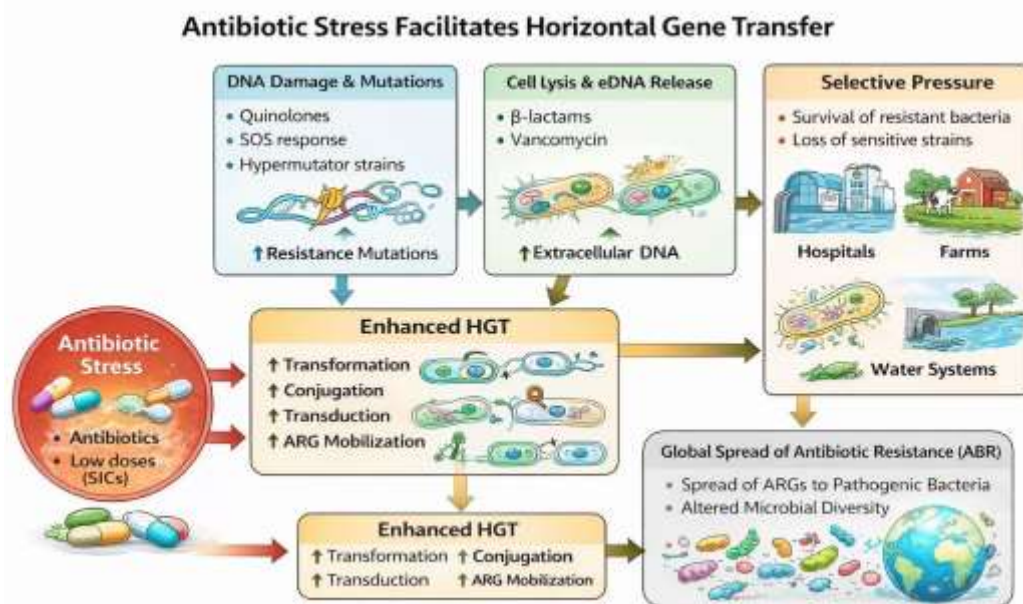 Antibiotic Stress Facilitates Horizontal Gene Transfer
DNA Damage & Mutations
• Quinolones
• SOS response
• Hypermutator strains
↑ Resistance Mutations
Cell Lysis & eDNA Release
• β-lactams
• Vancomycin
↑ Extracellular DNA
Selective Pressure
• Survival of resistant bacteria
• Loss of sensitive strains
Hospitals
Farms
Water Systems
Antibiotic
Stress
• Antibiotics
• Low doses
(SICs)
Enhanced HGT
↑ Transformation
↑ Conjugation
↑ Transduction
↑ ARG Mobilization
Enhanced HGT
↑ Transformation ↑ Conjugation
↑ Transduction ↑ ARG Mobilization
Global Spread of Antibiotic Resistance (ABR)
• Spread of ARGs to Pathogenic Bacteria
• Altered Microbial Diversity